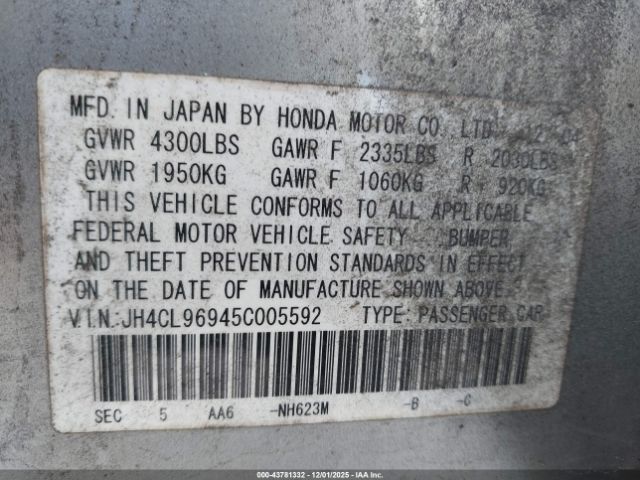 MFD. IN JAPAN BY HONDA MOTOR CO. LTD. 12 04
GVWR 4300LBS GAWR F 2335LBS R 2030LBS
GVWR 1950KG GAWR F 1060KG R 920KG
THIS VEHICLE CONFORMS TO ALL APPLICABLE
FEDERAL MOTOR VEHICLE SAFETY BUMPER,
AND THEFT PREVENTION STANDARDS IN EFFECT
ON THE DATE OF MANUFACTURE SHOWN ABOVE.
V.I.N.:JH4CL96945C005592 TYPE: PASSENGER CAR
SEC 5 AA6 -NH623M -B -C
000-43781332 - 12/01/2025 - IAA Inc.